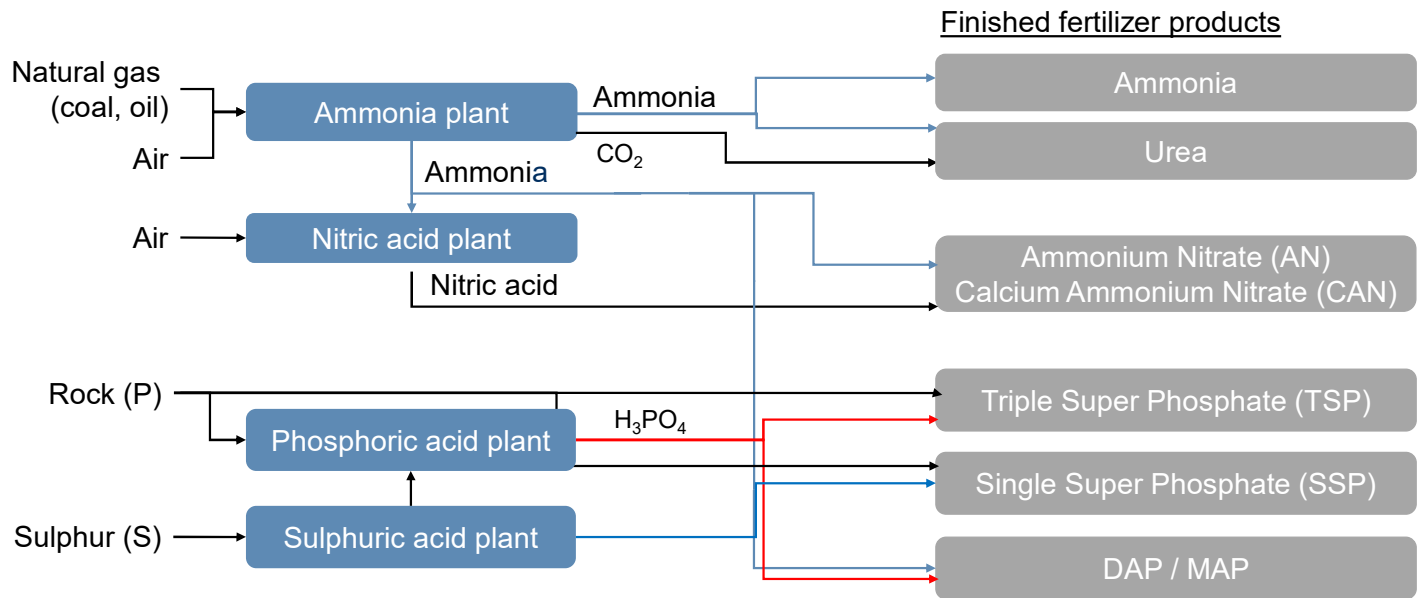 Finished fertilizer products
Natural gas
(coal, oil)
Air
Ammonia plant
Ammonia
CO₂
Ammonia
Urea
Ammonia
Air
Nitric acid plant
Nitric acid
Ammonium Nitrate (AN)
Calcium Ammonium Nitrate (CAN)
Rock (P)
Phosphoric acid plant
H₃PO₄
Triple Super Phosphate (TSP)
Single Super Phosphate (SSP)
Sulphur (S)
Sulphuric acid plant
DAP / MAP